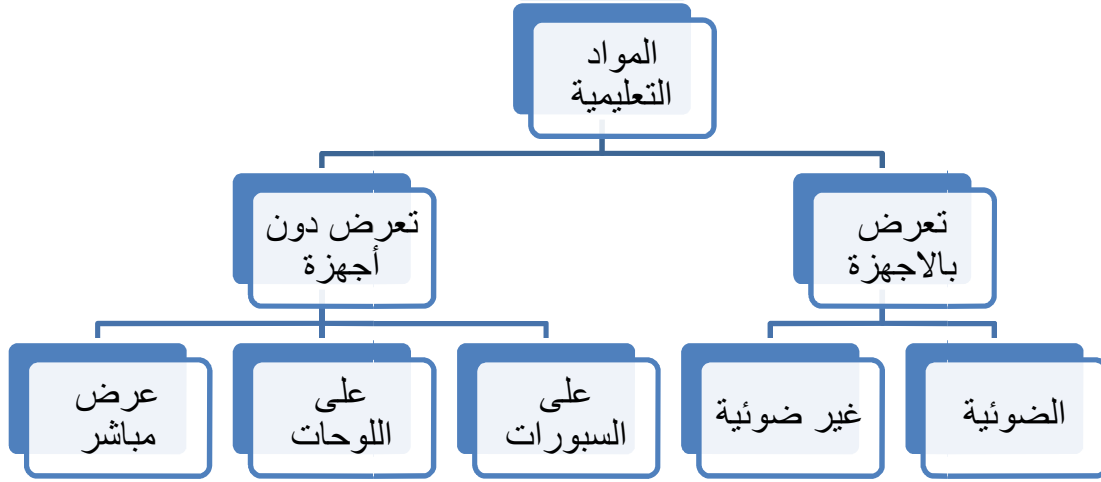 المواد
التعليمية
تعرض
بالاجهزة
تعرض دون
أجهزة
الضوئية
غير ضوئية
على
السبورات
على
اللوحات
عرض
مباشر